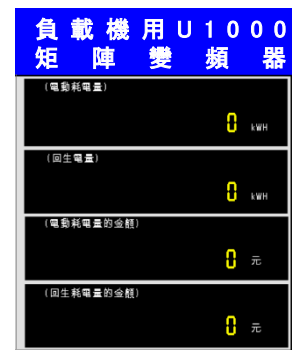 負載機用U1000
矩陣變頻器
(電動耗電量)
0 kWH
(回生電量)
0 kWH
(電動耗電量的金額)
0 元
(回生耗電量的金額)
0 元